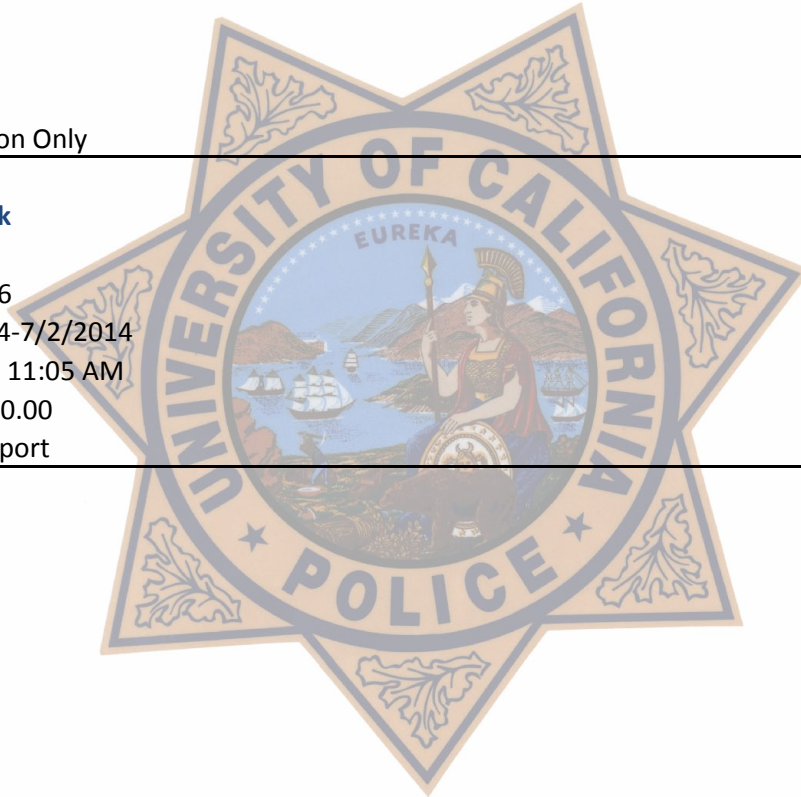 on Only
k
6
4-7/2/2014
11:05 AM
0.00
port
UNIVERSITY OF CALIFORNIA
EUREKA
POLICE